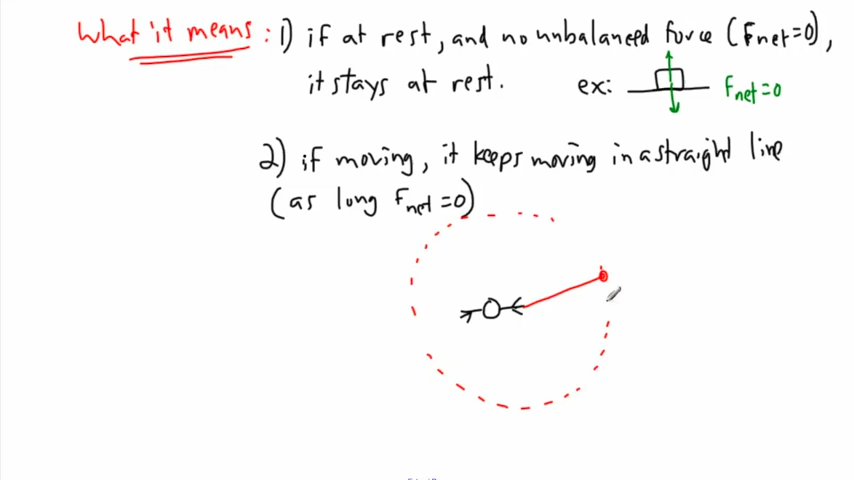 What it means: 1) if at rest, and no unbalanced force (Fnet=0),
it stays at rest. ex: Fnet=0
2) if moving, it keeps moving in a straight line
(as long Fnet=0)